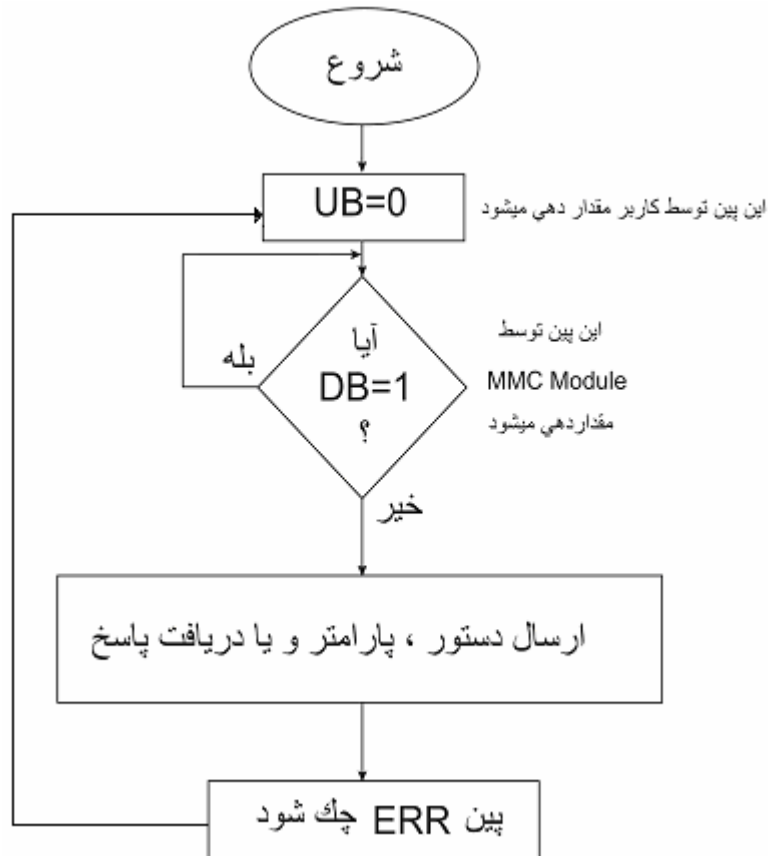 شروع
UB=0
اين پين توسط كاربر مقدار دهي ميشود
آيا
بله
DB=1
؟
اين پين توسط
MMC Module
مقداردهي ميشود
خير
ارسال دستور ، پارامتر و يا دريافت پاسخ
پين ERR چك شود